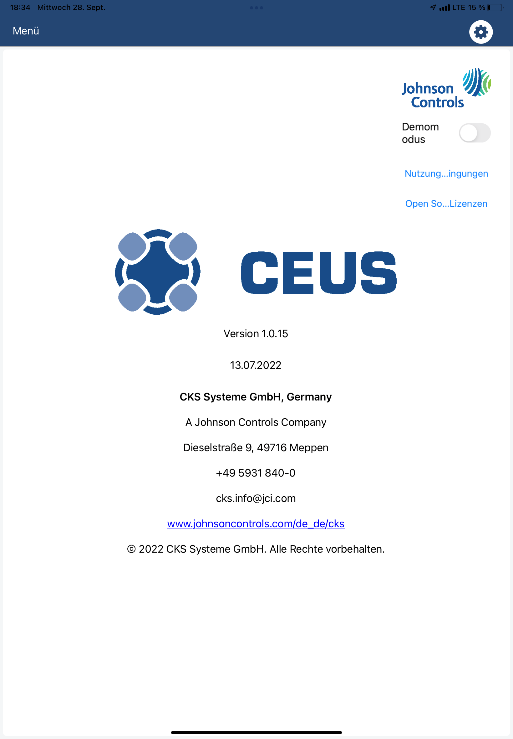 18:34 Mittwoch 28. Sept.
LTE 15 %
Menü
Johnson
Controls
Demom
odus
Nutzung...ingungen
Open So...Lizenzen
CEUS
Version 1.0.15
13.07.2022
CKS Systeme GmbH, Germany
A Johnson Controls Company
Dieselstraße 9, 49716 Meppen
+49 5931 840-0
cks.info@jci.com
www.johnsoncontrols.com/de_de/cks
© 2022 CKS Systeme GmbH. Alle Rechte vorbehalten.